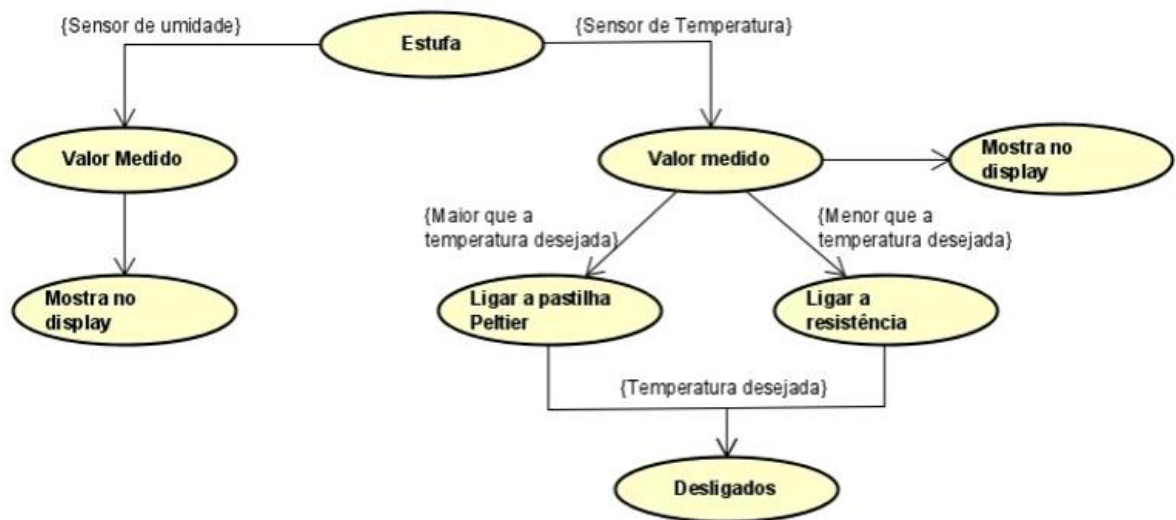 {Sensor de umidade}
Estufa
{Sensor de Temperatura}
Valor Medido
Valor medido
Mostra no
display
{Maior que a
temperatura desejada}
{Menor que a
temperatura desejada}
Mostra no
display
Ligar a pastilha
Peltier
Ligar a
resistência
{Temperatura desejada}
Desligados